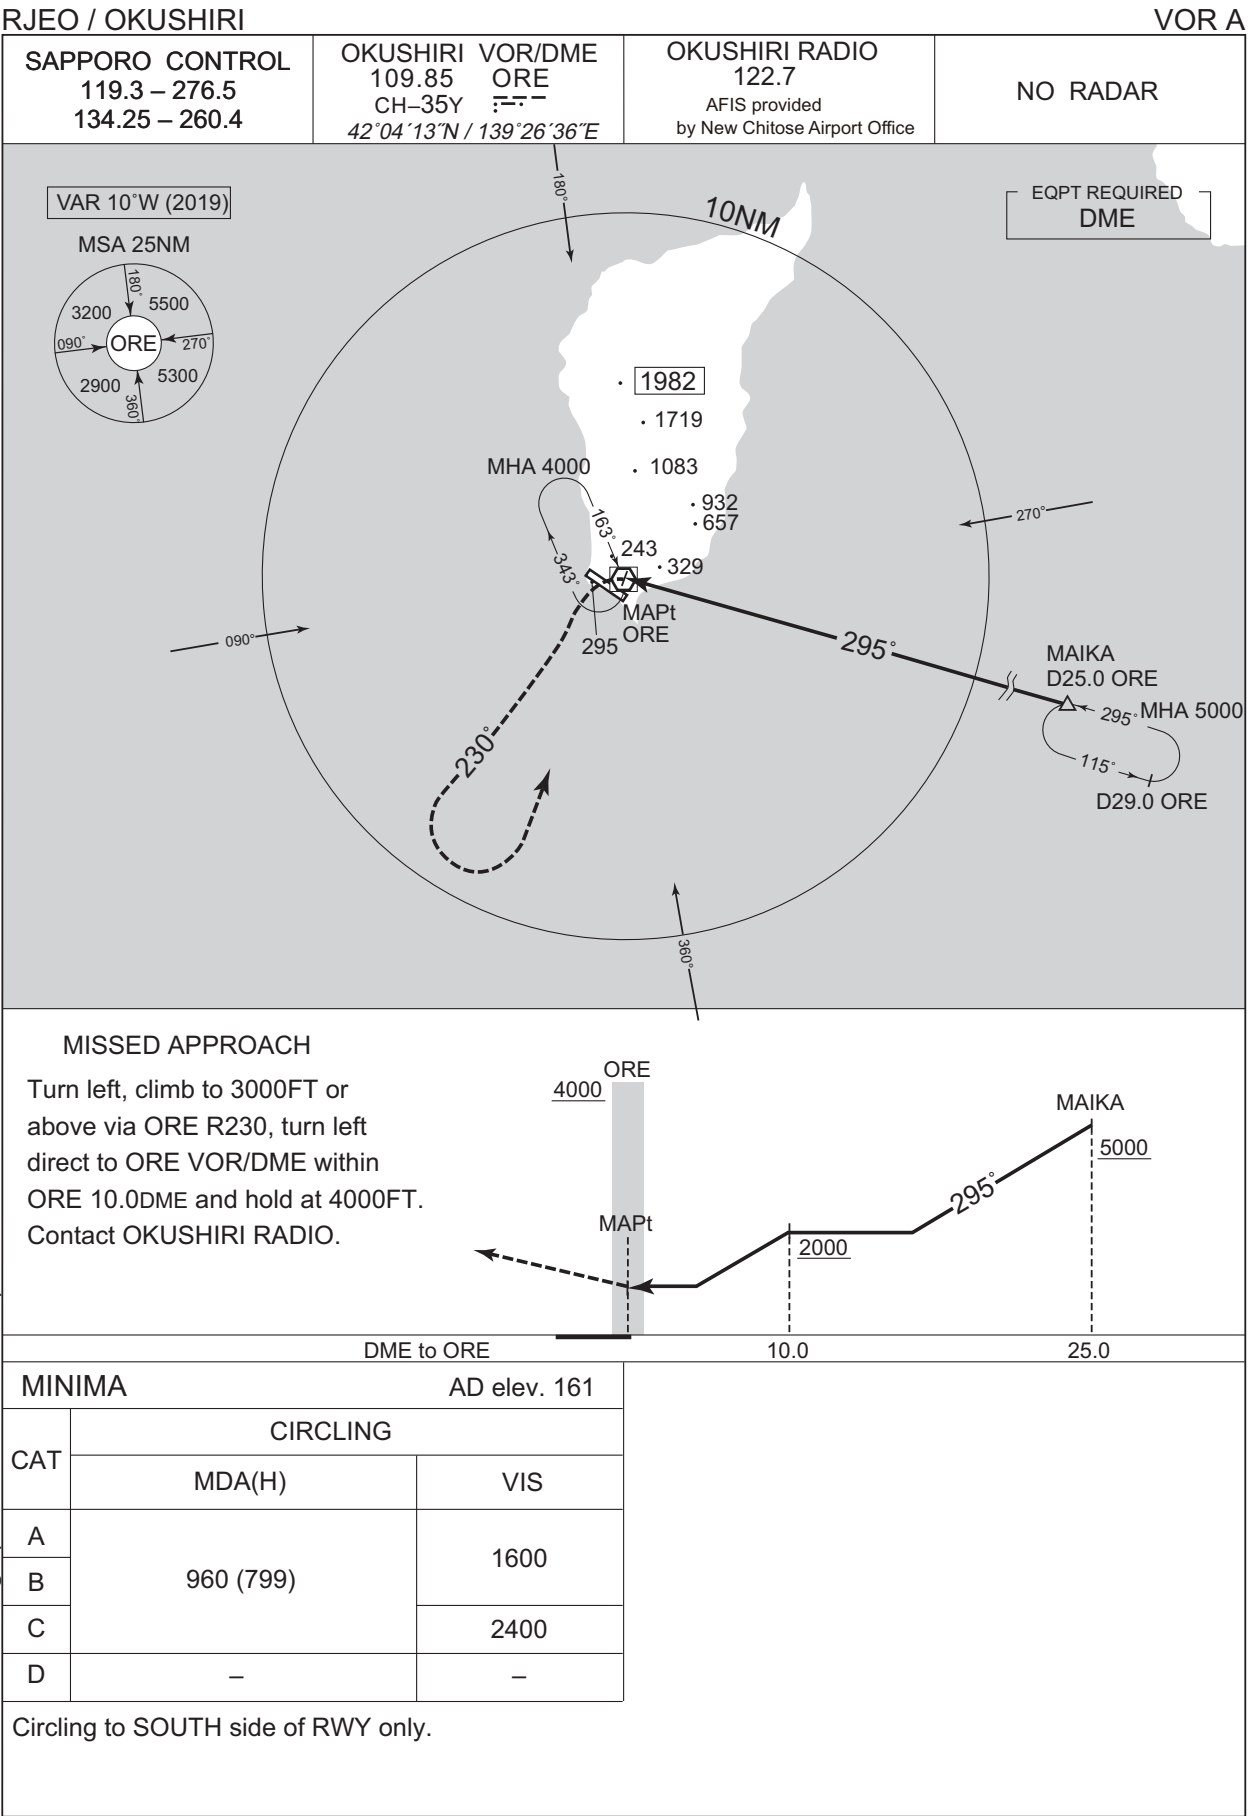 RJEO / OKUSHIRI
VOR A
SAPPORO CONTROL
119.3 – 276.5
134.25 – 260.4
OKUSHIRI VOR/DME
109.85 ORE
CH–35Y
42°04´13˝N / 139°26´36˝E
OKUSHIRI RADIO
122.7
AFIS provided
by New Chitose Airport Office
NO RADAR
VAR 10°W (2019)
MSA 25NM
180°
3200
5500
090°
ORE
270°
2900
5300
360°
180°
10NM
EQPT REQUIRED
DME
1982
1719
MHA 4000
1083
932
657
163°
343°
243
329
270°
090°
MAPt
ORE
295
295°
MAIKA
D25.0 ORE
295°
MHA 5000
115°
D29.0 ORE
230°
360°
MISSED APPROACH
Turn left, climb to 3000FT or
above via ORE R230, turn left
direct to ORE VOR/DME within
ORE 10.0DME and hold at 4000FT.
Contact OKUSHIRI RADIO.
ORE
4000
MAPt
MAIKA
5000
295°
2000
DME to ORE
10.0
25.0
MINIMA
AD elev. 161
CAT
CIRCLING
MDA(H)
VIS
A
B
C
960 (799)
1600
2400
D
–
–
Circling to SOUTH side of RWY only.